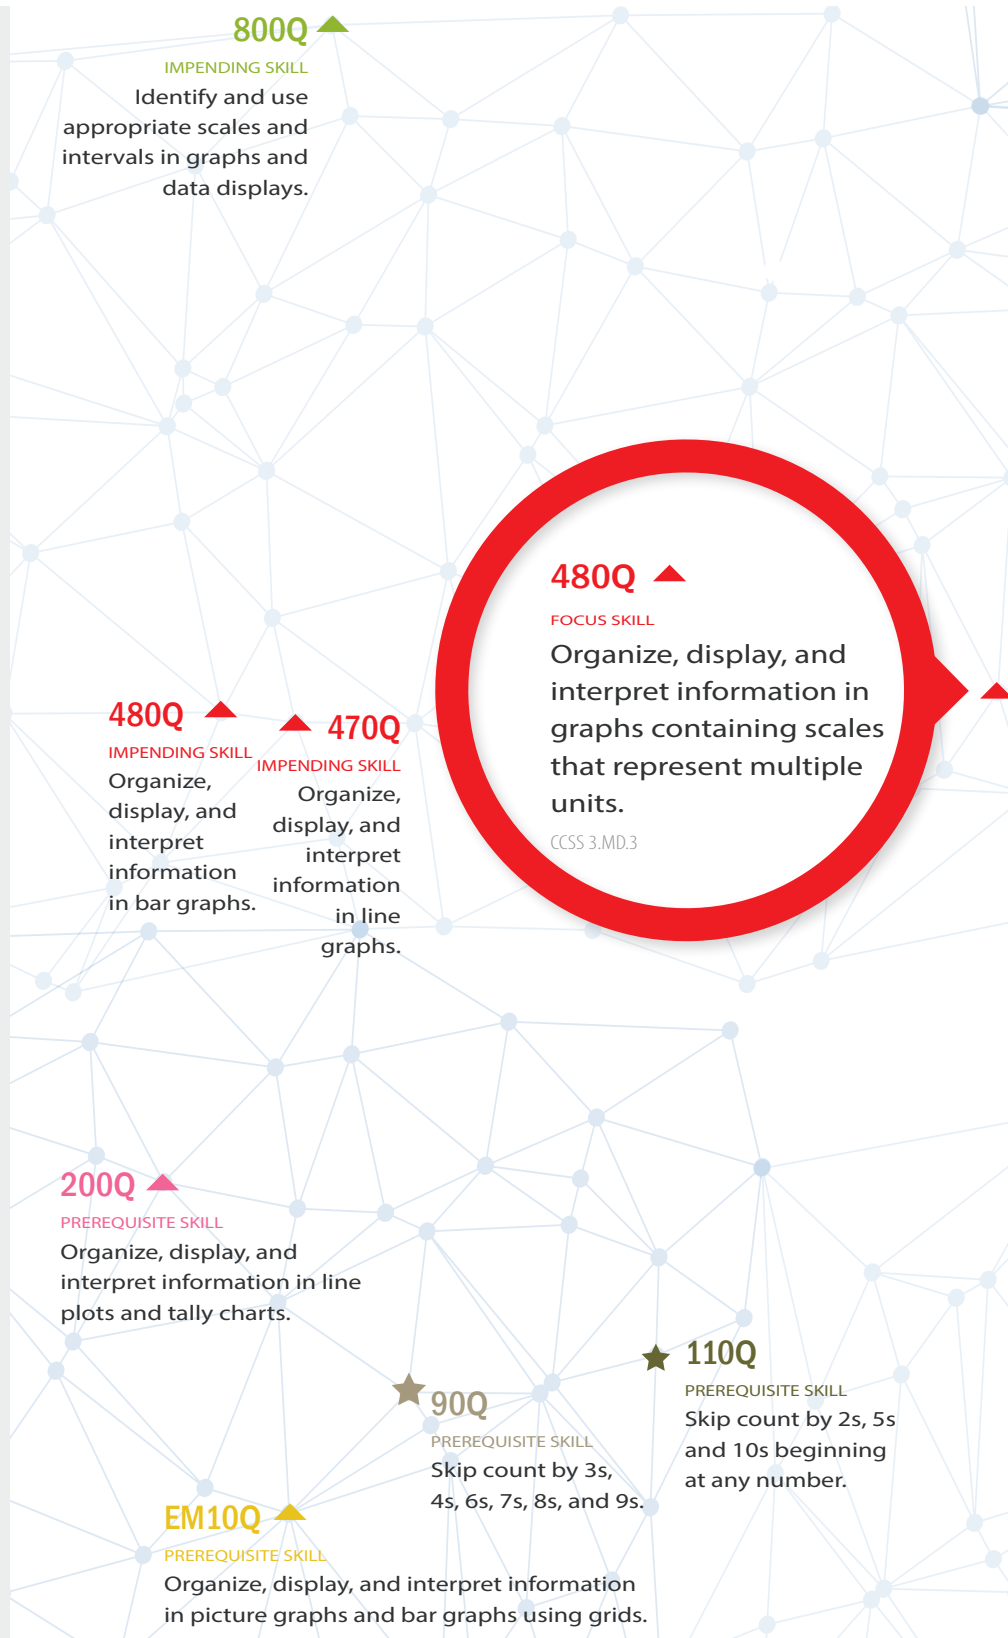 800Q
IMPENDING SKILL
Identify and use
appropriate scales and
intervals in graphs and
data displays.
480Q
FOCUS SKILL
Organize, display, and
interpret information in
graphs containing scales
that represent multiple
units.
CCSS 3.MD.3
480Q
IMPENDING SKILL
Organize,
display, and
interpret
information
in bar graphs.
470Q
IMPENDING SKILL
Organize,
display, and
interpret
information
in line
graphs.
200Q
PREREQUISITE SKILL
Organize, display, and
interpret information in line
plots and tally charts.
110Q
PREREQUISITE SKILL
Skip count by 2s, 5s
and 10s beginning
at any number.
90Q
PREREQUISITE SKILL
Skip count by 3s,
4s, 6s, 7s, 8s, and 9s.
EM10Q
PREREQUISITE SKILL
Organize, display, and interpret information
in picture graphs and bar graphs using grids.